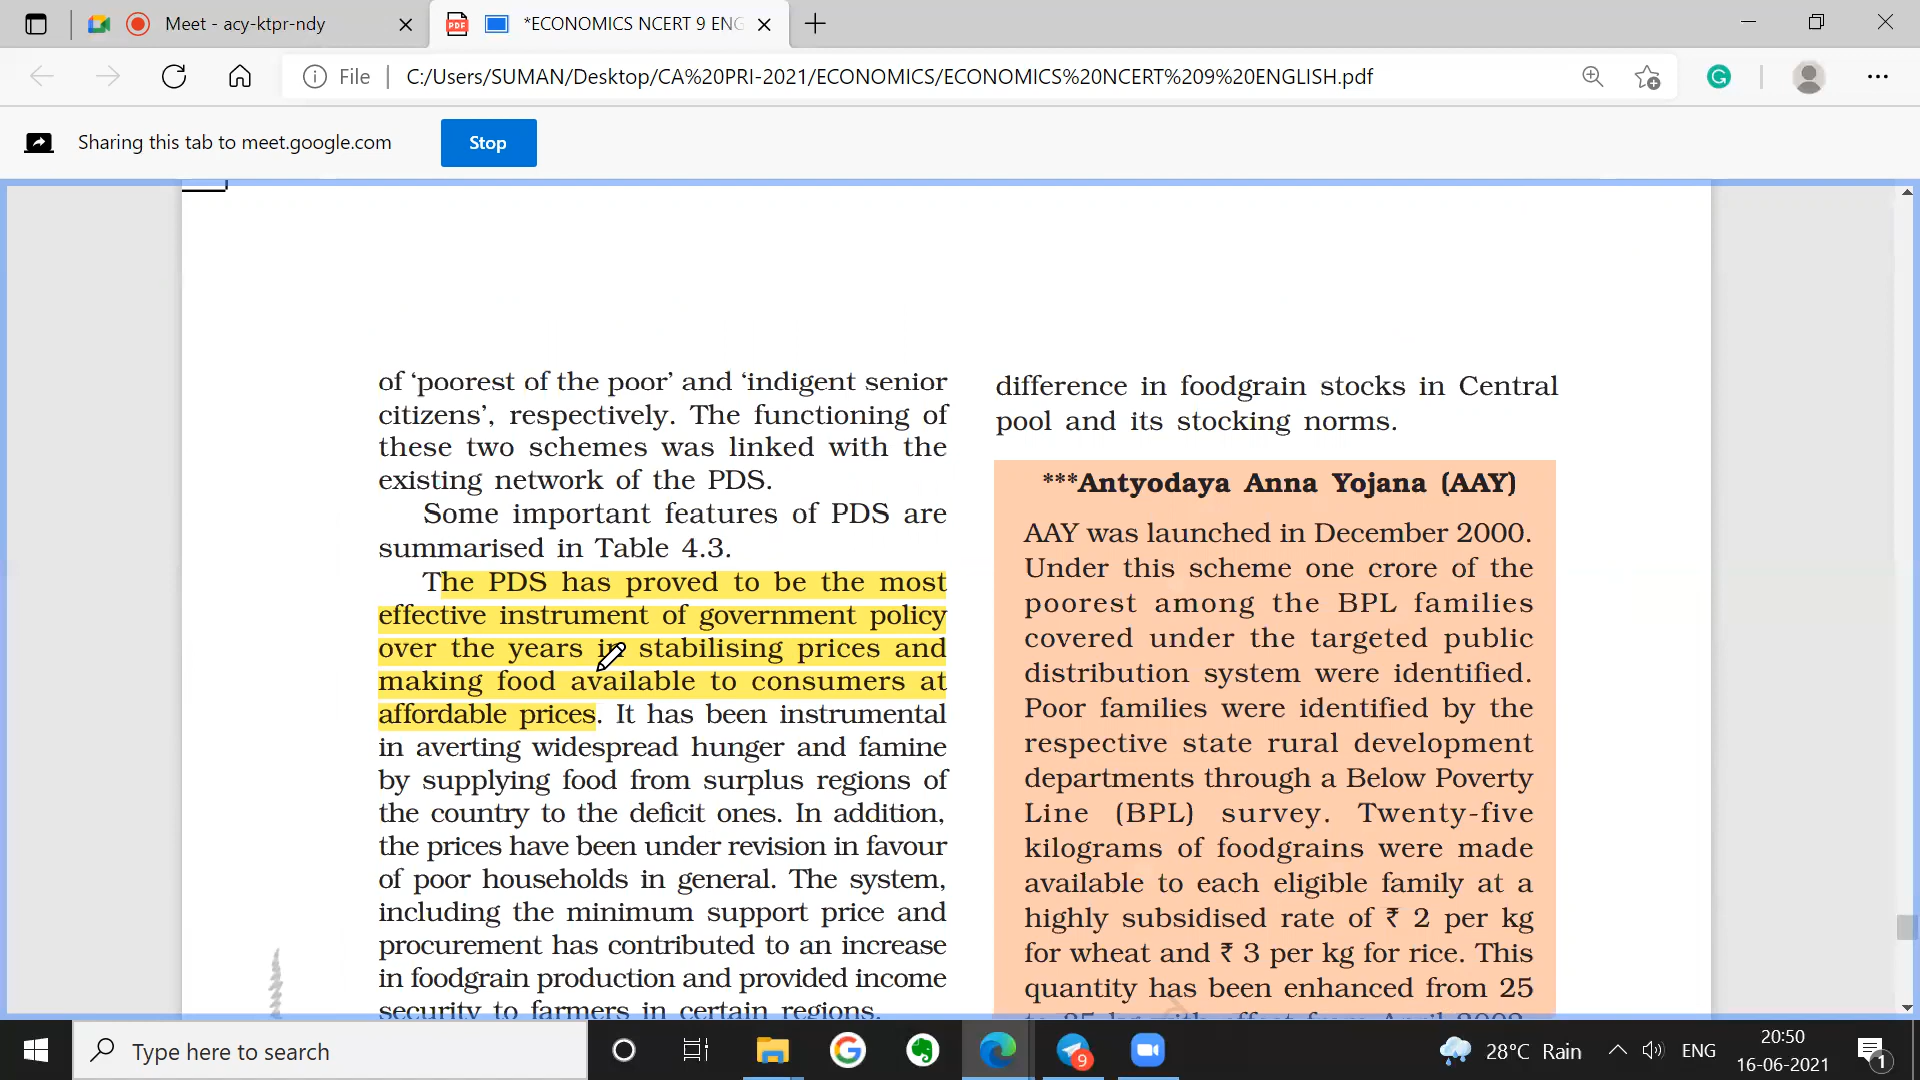 Meet - acy-ktpr-ndy
*ECONOMICS NCERT 9 ENG
File
C:/Users/SUMAN/Desktop/CA%20PRI-2021/ECONOMICS/ECONOMICS%20NCERT%209%20ENGLISH.pdf
Sharing this tab to meet.google.com
Stop
of ‘poorest of the poor’ and ‘indigent senior
citizens’, respectively. The functioning of
these two schemes was linked with the
existing network of the PDS.
Some important features of PDS are
summarised in Table 4.3.
The PDS has proved to be the most
effective instrument of government policy
over the years in stabilising prices and
making food available to consumers at
affordable prices. It has been instrumental
in averting widespread hunger and famine
by supplying food from surplus regions of
the country to the deficit ones. In addition,
the prices have been under revision in favour
of poor households in general. The system,
including the minimum support price and
procurement has contributed to an increase
in foodgrain production and provided income
security to farmers in certain regions.
difference in foodgrain stocks in Central
pool and its stocking norms.
***Antyodaya Anna Yojana (AAY)
AAY was launched in December 2000.
Under this scheme one crore of the
poorest among the BPL families
covered under the targeted public
distribution system were identified.
Poor families were identified by the
respective state rural development
departments through a Below Poverty
Line (BPL) survey. Twenty-five
kilograms of foodgrains were made
available to each eligible family at a
highly subsidised rate of ₹ 2 per kg
for wheat and ₹ 3 per kg for rice. This
quantity has been enhanced from 25
to 35 kg with effect from April 2002.
Type here to search
9
28°C Rain
ENG
20:50
16-06-2021
1